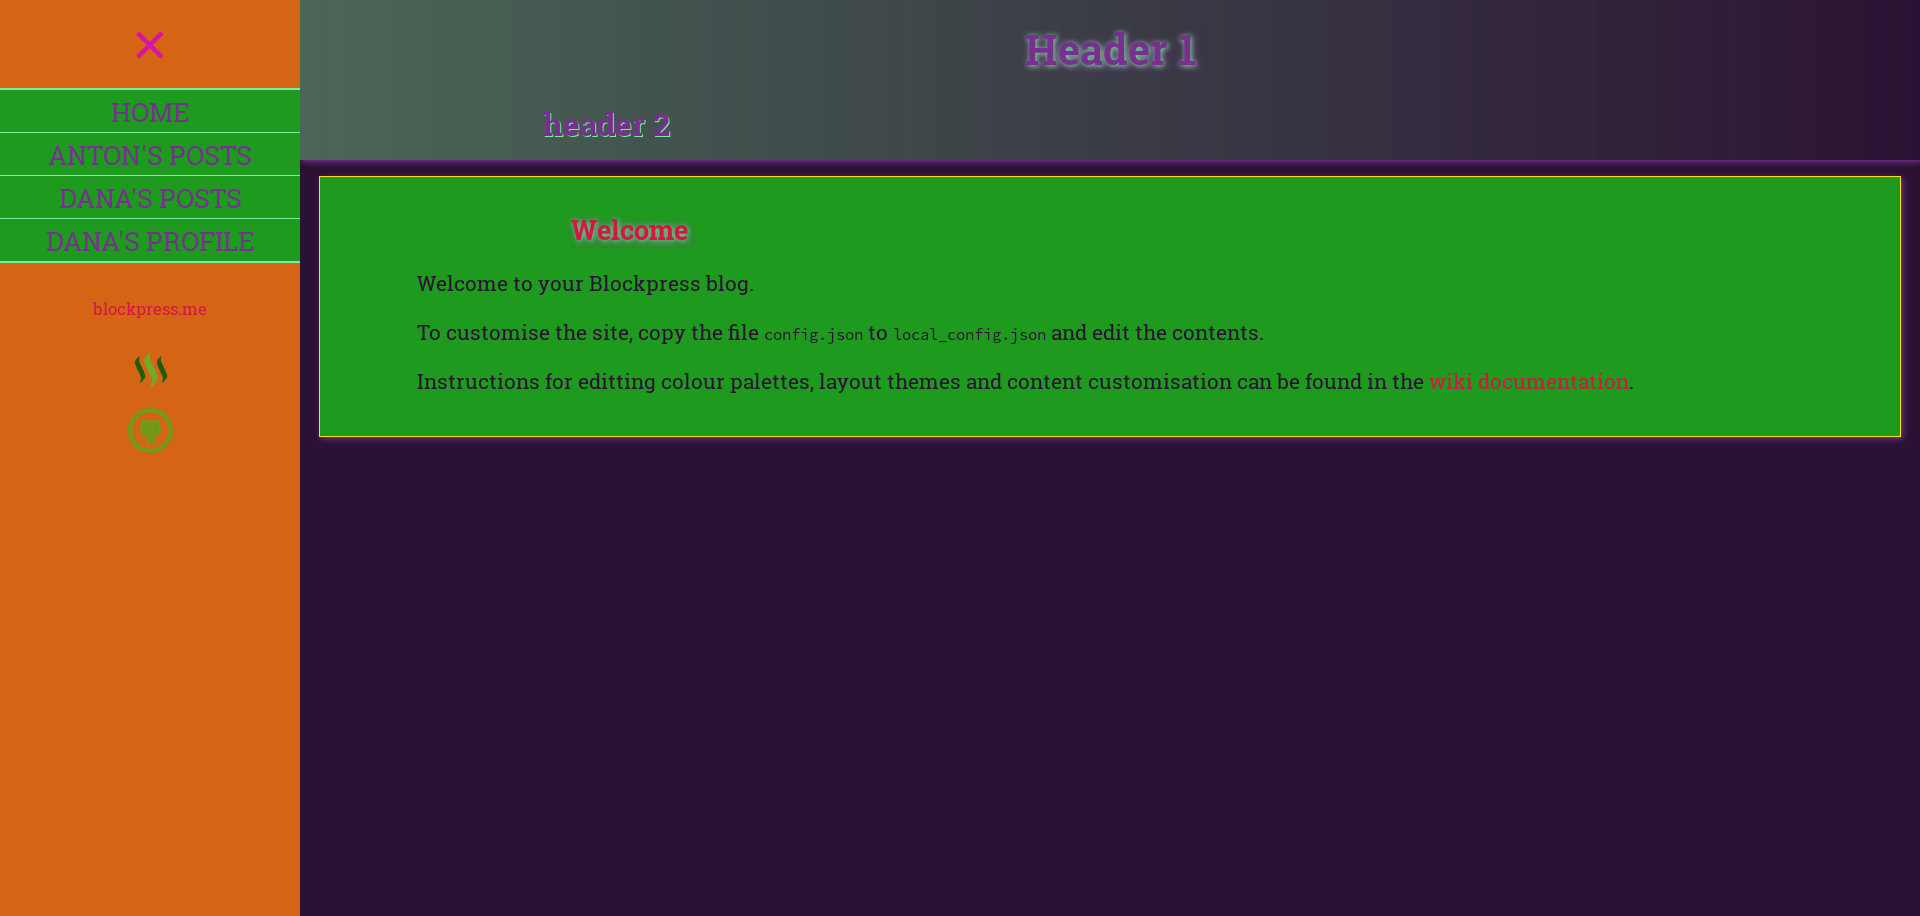 HOME
ANTON'S POSTS
DANA'S POSTS
DANA'S PROFILE
blockpress.me
Header 1
header 2
Welcome
Welcome to your Blockpress blog.
To customise the site, copy the file config.json to local_config.json and edit the contents.
Instructions for editting colour palettes, layout themes and content customisation can be found in the wiki documentation.